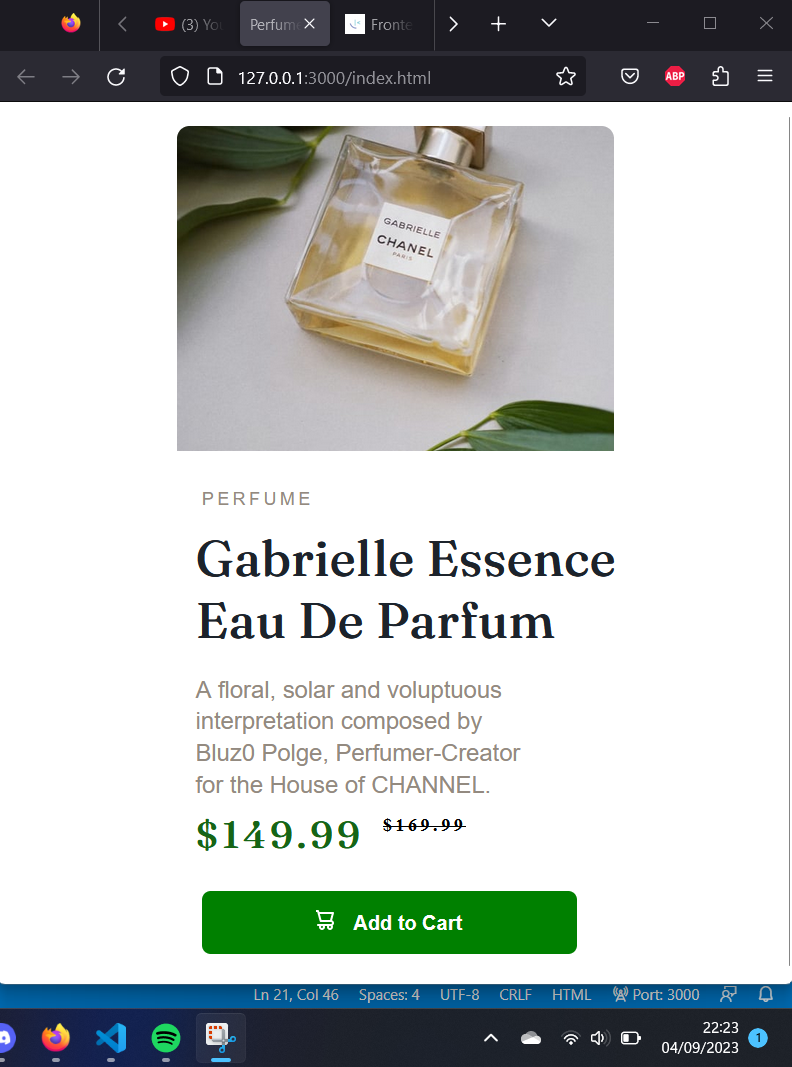 (3) You
Perfume
Fronte
127.0.0.1:3000/index.html
ABP
GABRIELLE
CHANEL
PARIS
PERFUME
Gabrielle Essence
Eau De Parfum
A floral, solar and voluptuous
interpretation composed by
Bluz0 Polge, Perfumer-Creator
for the House of CHANNEL.
$149.99 $169.99
Add to Cart
Ln 21, Col 46 Spaces: 4 UTF-8 CRLF HTML Port: 3000
22:23
04/09/2023
1